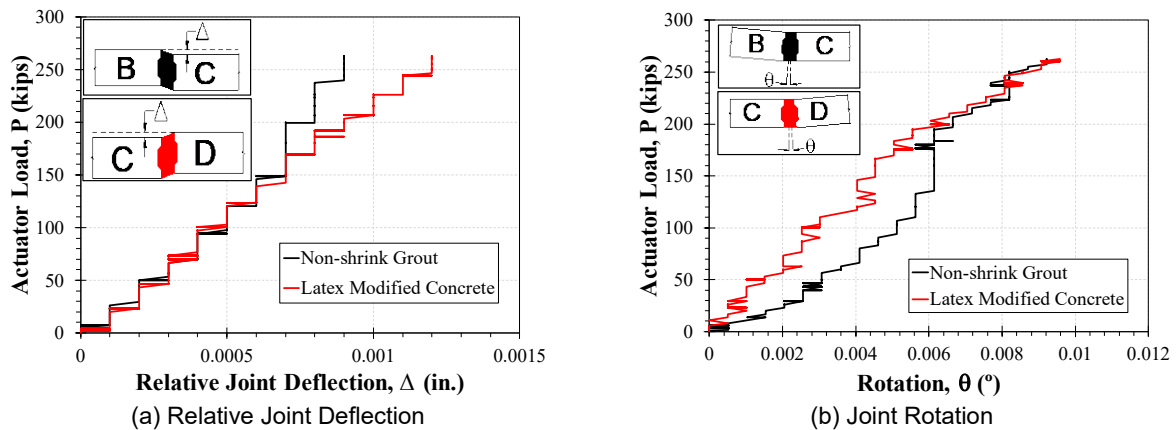 300
250
200
150
100
50
0
Actuator Load, P (kips)
Δ
B
C
Δ
C
D
Non-shrink Grout
Latex Modified Concrete
0 0.0005 0.001 0.0015
Relative Joint Deflection, Δ (in.)
(a) Relative Joint Deflection
300
250
200
150
100
50
0
Actuator Load, P (kips)
B
C
θ
C
D
θ
Non-shrink Grout
Latex Modified Concrete
0 0.002 0.004 0.006 0.008 0.01 0.012
Rotation, θ (º)
(b) Joint Rotation